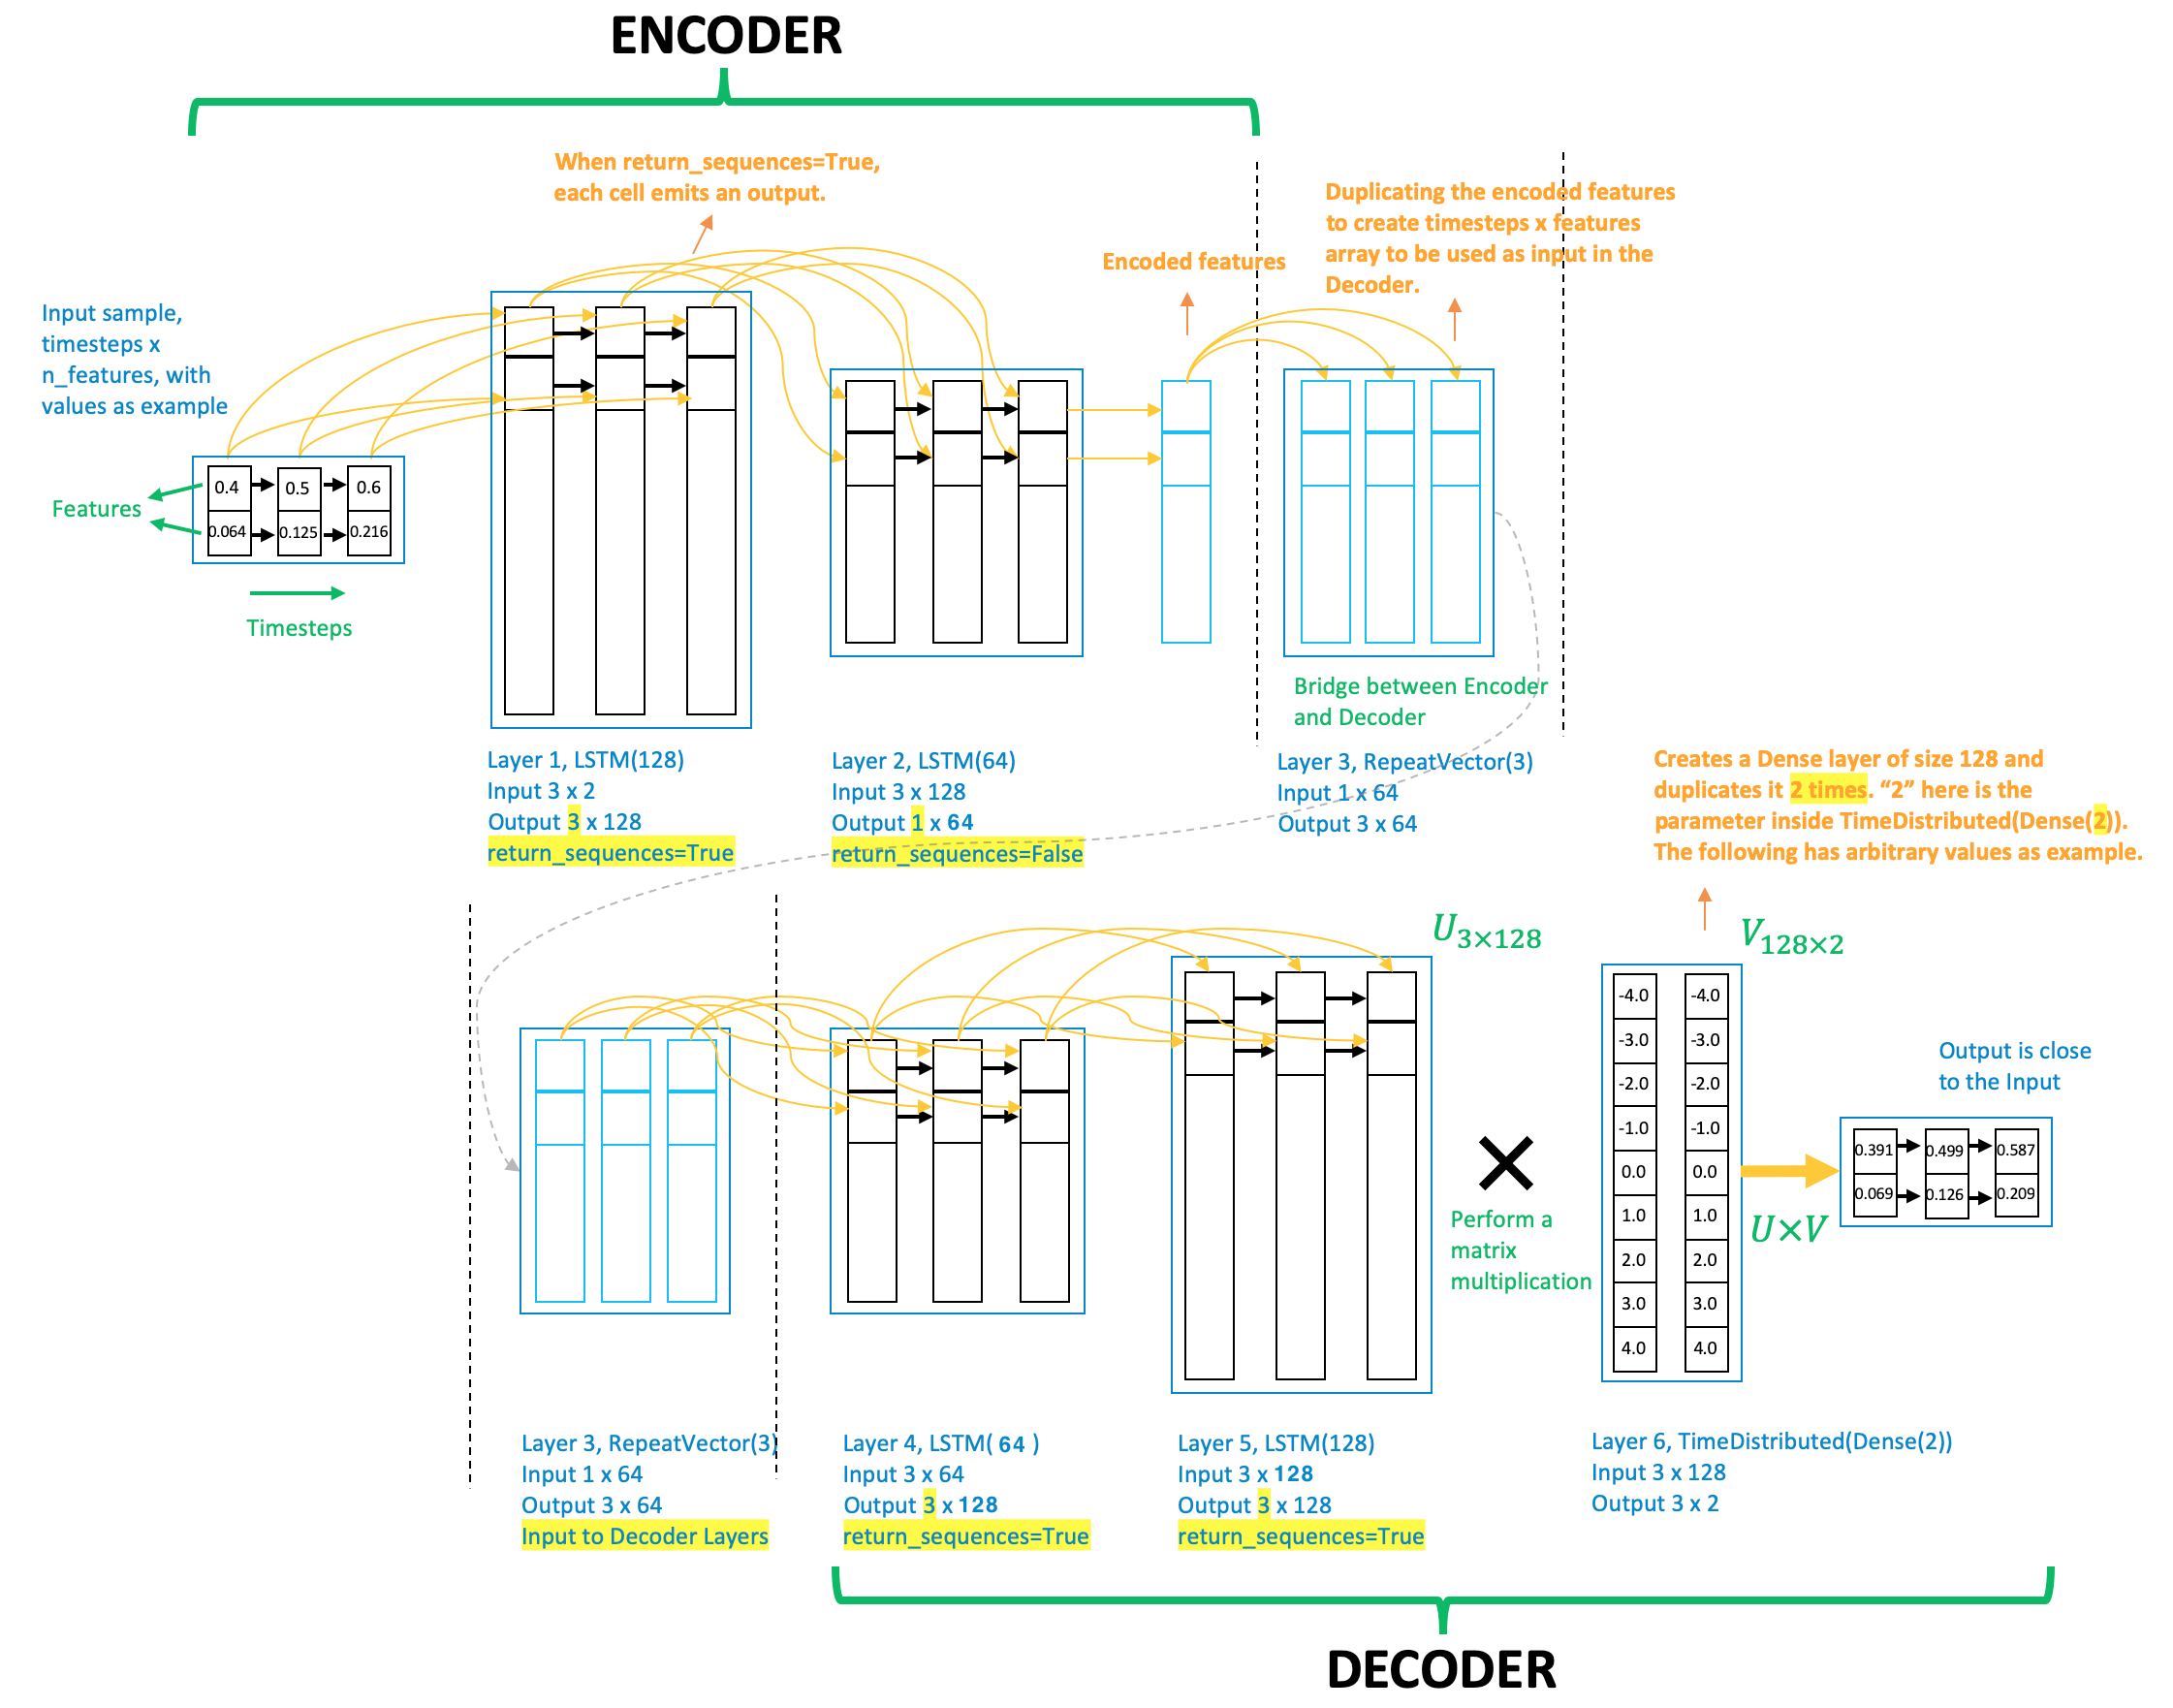 ENCODER
When return_sequences=True,
each cell emits an output.
Duplicating the encoded features
to create timesteps x features
array to be used as input in the
Decoder.
Encoded features
Input sample,
timesteps x
n_features, with
values as example
Features
0.4 0.5 0.6
0.064 0.125 0.216
Timesteps
Bridge between Encoder
and Decoder
Layer 1, LSTM(128)
Input 3 x 2
Output 3 x 128
return_sequences=True
Layer 2, LSTM(64)
Input 3 x 128
Output 1 x 64
return_sequences=False
Layer 3, RepeatVector(3)
Input 1 x 64
Output 3 x 64
Creates a Dense layer of size 128 and
duplicates it 2 times. “2” here is the
parameter inside TimeDistributed(Dense(2)).
The following has arbitrary values as example.
U3×128
V128×2
-4.0 -4.0
-3.0 -3.0
-2.0 -2.0
-1.0 -1.0
0.0 0.0
1.0 1.0
2.0 2.0
3.0 3.0
4.0 4.0
Perform a
matrix
multiplication
U×V
Output is close
to the Input
0.391 0.499 0.587
0.069 0.126 0.209
Layer 3, RepeatVector(3)
Input 1 x 64
Output 3 x 64
Input to Decoder Layers
Layer 4, LSTM( 64 )
Input 3 x 64
Output 3 x 128
return_sequences=True
Layer 5, LSTM(128)
Input 3 x 128
Output 3 x 128
return_sequences=True
Layer 6, TimeDistributed(Dense(2))
Input 3 x 128
Output 3 x 2
DECODER